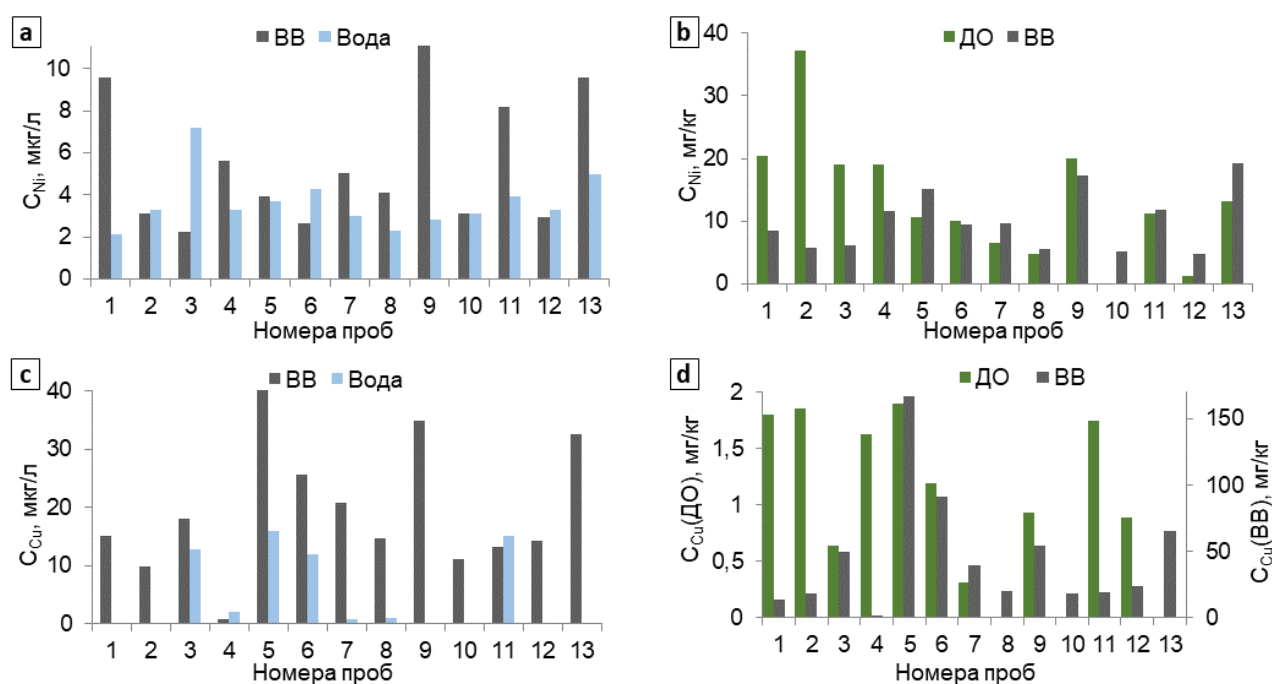 a
ВВ Вода
C_Ni, мкг/л
10
8
6
4
2
0
1 2 3 4 5 6 7 8 9 10 11 12 13
Номера проб
b
ДО ВВ
C_Ni, мг/кг
40
30
20
10
0
1 2 3 4 5 6 7 8 9 10 11 12 13
Номера проб
c
ВВ Вода
C_Cu, мкг/л
40
30
20
10
0
1 2 3 4 5 6 7 8 9 10 11 12 13
Номера проб
d
ДО ВВ
C_Cu(ДО), мг/кг
2
1,5
1
0,5
0
C_Cu(ВВ), мг/кг
150
100
50
0
1 2 3 4 5 6 7 8 9 10 11 12 13
Номера проб